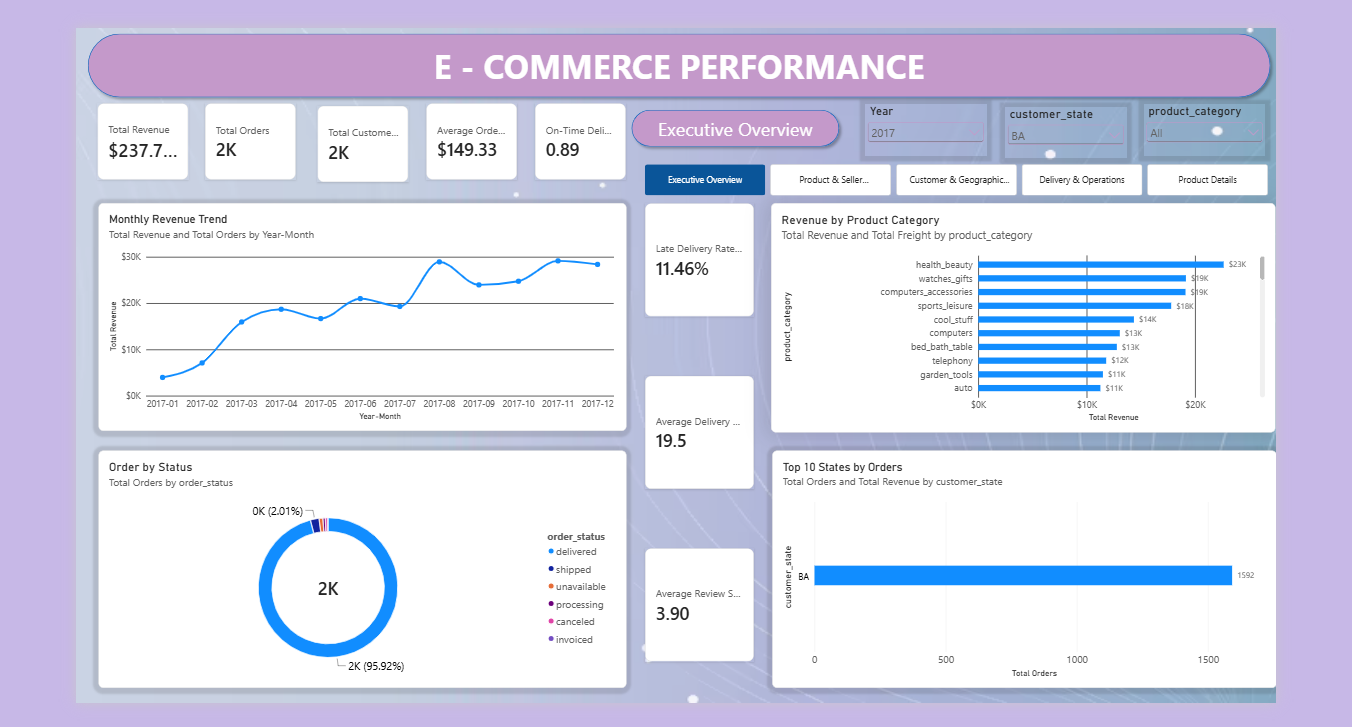 E - COMMERCE PERFORMANCE
Total Revenue
$237.7...
Total Orders
2K
Total Custome...
2K
Average Orde...
$149.33
On-Time Deli...
0.89
Executive Overview
Year
2017
customer_state
BA
product_category
All
Executive Overview
Product & Seller...
Customer & Geographic...
Delivery & Operations
Product Details
Monthly Revenue Trend
Total Revenue and Total Orders by Year-Month
Total Revenue
$30K
$20K
$10K
$0K
2017-01 2017-02 2017-03 2017-04 2017-05 2017-06 2017-07 2017-08 2017-09 2017-10 2017-11 2017-12
Year-Month
Late Delivery Rate...
11.46%
Average Delivery ...
19.5
Average Review S...
3.90
Revenue by Product Category
Total Revenue and Total Freight by product_category
product_category
health_beauty $23K
watches_gifts $19K
computers_accessories $19K
sports_leisure $18K
cool_stuff $14K
computers $13K
bed_bath_table $13K
telephony $12K
garden_tools $11K
auto $11K
$0K $10K $20K
Total Revenue
Order by Status
Total Orders by order_status
0K (2.01%)
2K
2K (95.92%)
order_status
delivered
shipped
unavailable
processing
canceled
invoiced
Top 10 States by Orders
Total Orders and Total Revenue by customer_state
customer_state
BA 1592
0 500 1000 1500
Total Orders